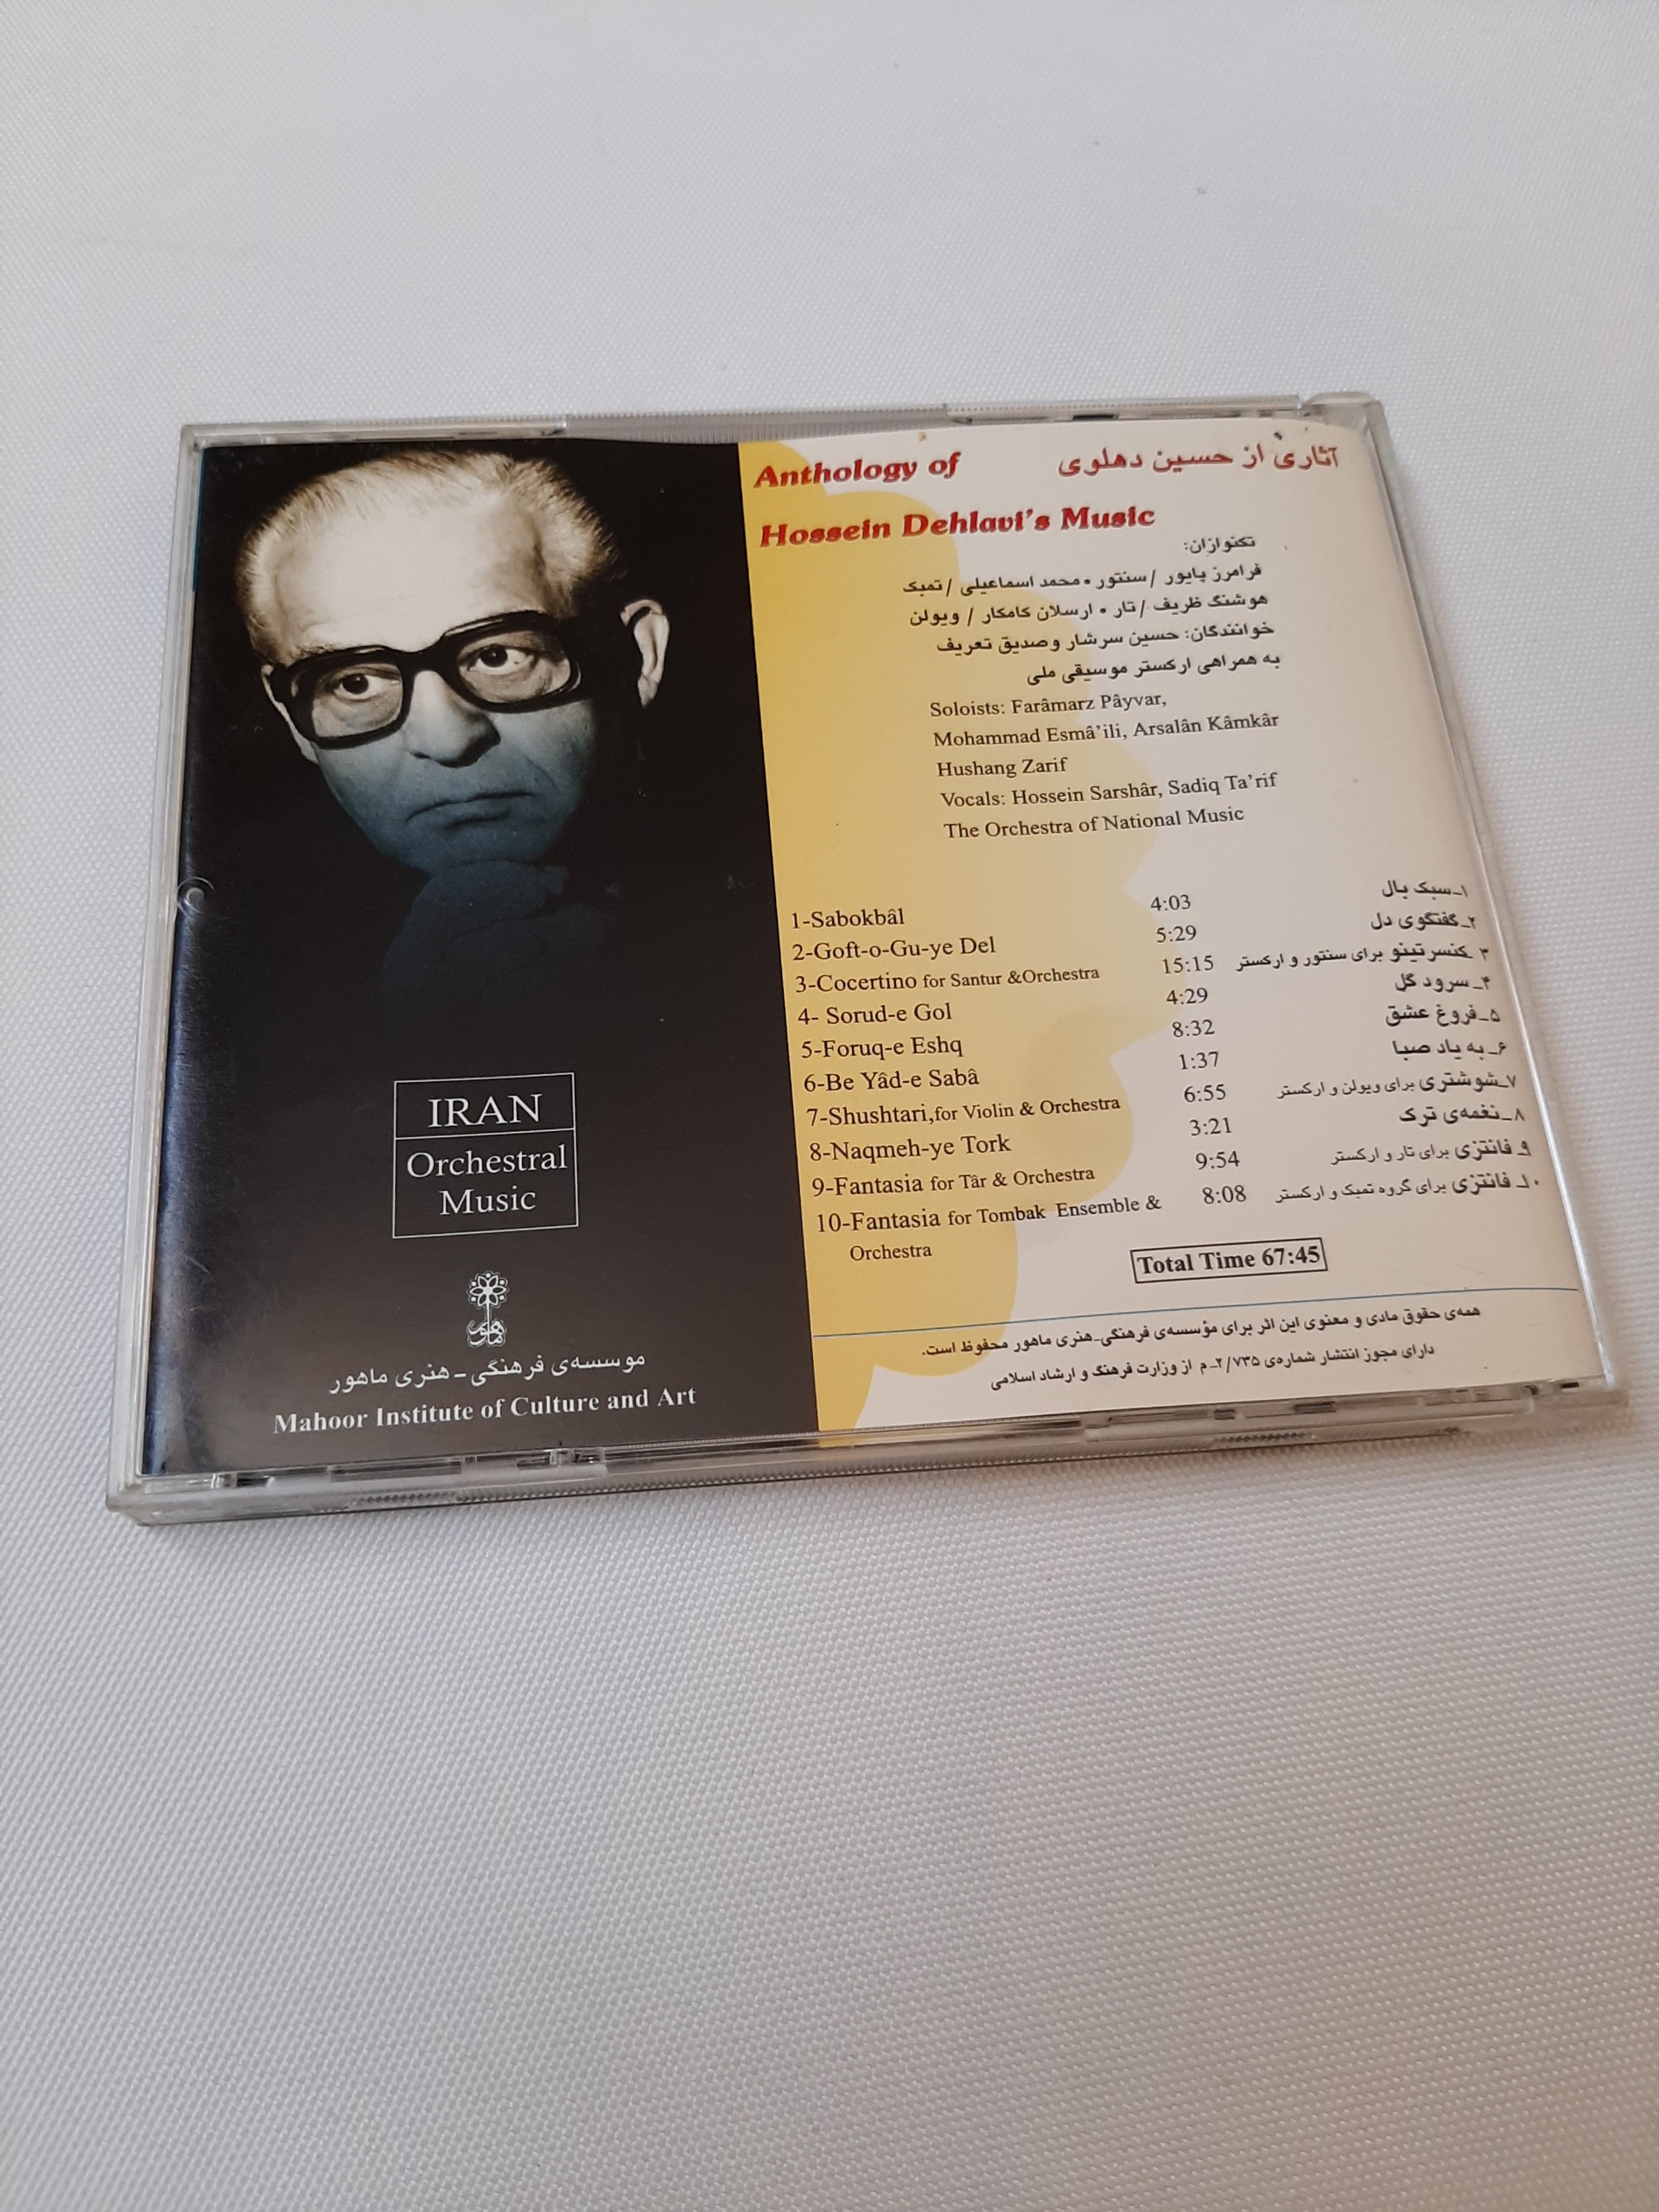 IRAN
Orchestral
Music
ماهور
موسسه‌ی فرهنگی - هنری ماهور
Mahoor Institute of Culture and Art
Anthology of آثاری از حسین دهلوی
Hossein Dehlavi's Music
تکنوازان:
فرامرز پایور / سنتور • محمد اسماعیلی / تمبک
هوشنگ ظریف / تار • ارسلان کامکار / ویولن
خوانندگان: حسین سرشار و صدیق تعریف
به همراهی ارکستر موسیقی ملی
Soloists: Farâmarz Pâyvar,
Mohammad Esmâ'ili, Arsalân Kâmkâr
Hushang Zarif
Vocals: Hossein Sarshâr, Sadiq Ta'rif
The Orchestra of National Music
1-Sabokbâl 4:03 ۱ـ سبک بال
2-Goft-o-Gu-ye Del 5:29 ۲ـ گفتگوی دل
3-Cocertino for Santur &Orchestra 15:15 ۳ـ کنسرتینو برای سنتور و ارکستر
4- Sorud-e Gol 4:29 ۴ـ سرود گل
5-Foruq-e Eshq 8:32 ۵ـ فروغ عشق
6-Be Yâd-e Sabâ 1:37 ۶ـ به یاد صبا
7-Shushtari,for Violin & Orchestra 6:55 ۷ـ شوشتری برای ویولن و ارکستر
8-Naqmeh-ye Tork 3:21 ۸ـ نغمه‌ی ترک
9-Fantasia for Târ & Orchestra 9:54 ۹ـ فانتزی برای تار و ارکستر
10-Fantasia for Tombak Ensemble & 8:08 ۱۰ـ فانتزی برای گروه تمبک و ارکستر
Orchestra
Total Time 67:45
همه‌ی حقوق مادی و معنوی این اثر برای مؤسسه‌ی فرهنگی-هنری ماهور محفوظ است.
دارای مجوز انتشار شماره‌ی ۲/۷۳۵ـ م از وزارت فرهنگ و ارشاد اسلامی